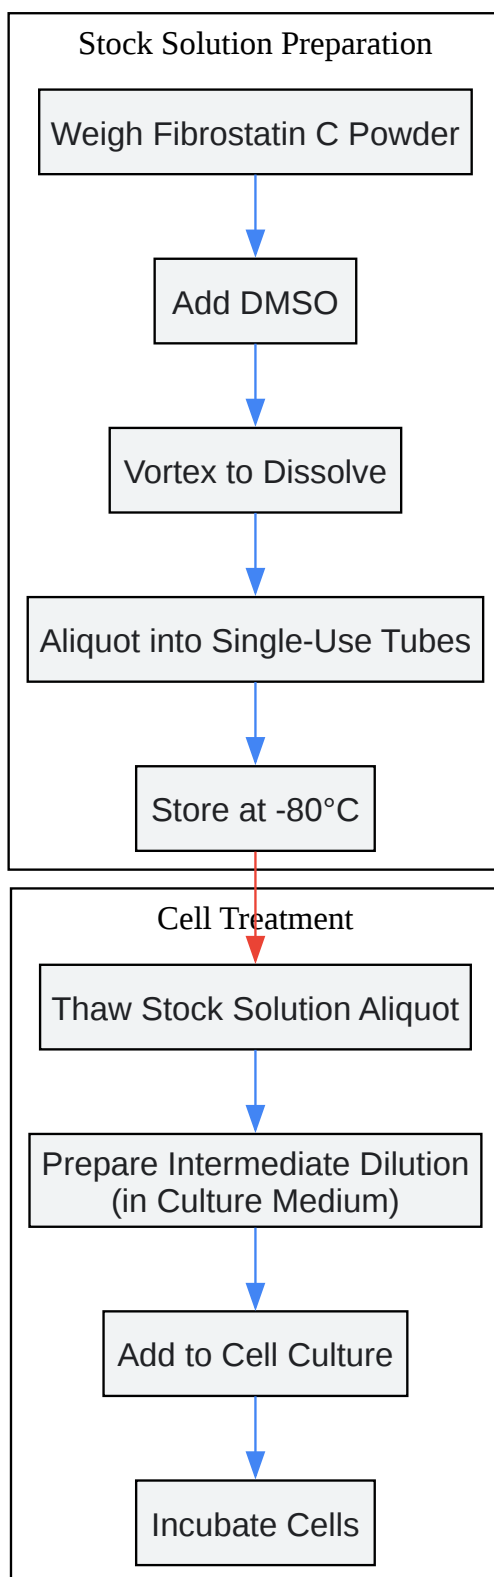 Stock Solution Preparation
Weigh Fibrostatin C Powder
Add DMSO
Vortex to Dissolve
Aliquot into Single-Use Tubes
Store at -80°C
Cell Treatment
Thaw Stock Solution Aliquot
Prepare Intermediate Dilution
(in Culture Medium)
Add to Cell Culture
Incubate Cells